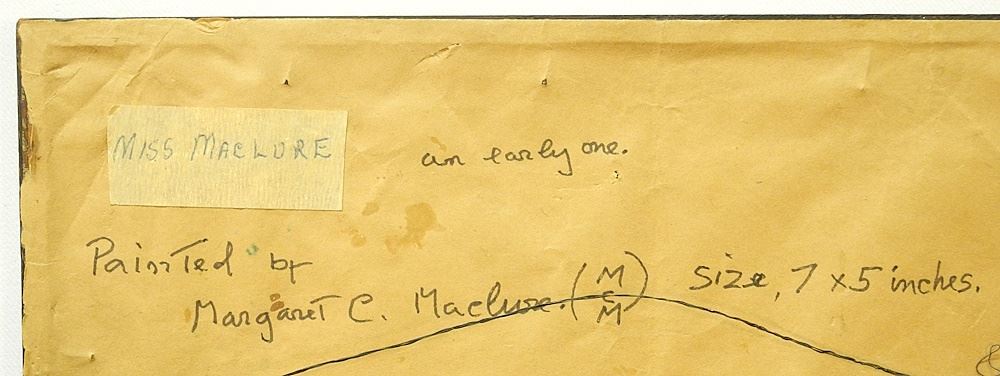 MISS MACLURE
an early one.
Painted by
Margaret C. Maclure. (M C M) size, 7 x 5 inches.